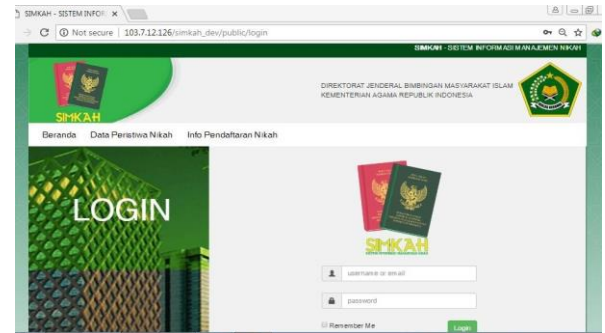 SIMKAH - SISTEM INFOR
Not secure | 103.7.12.126/simkah_dev/public/login
SIMKAH - SISTEM INFORMASI MANAJEMEN NIKAH
SIMKAH
DIREKTORAT JENDERAL BIMBINGAN MASYARAKAT ISLAM
KEMENTERIAN AGAMA REPUBLIK INDONESIA
Beranda Data Peristiwa Nikah Info Pendaftaran Nikah
LOGIN
SIMKAH
username or email
password
Remember Me
Login